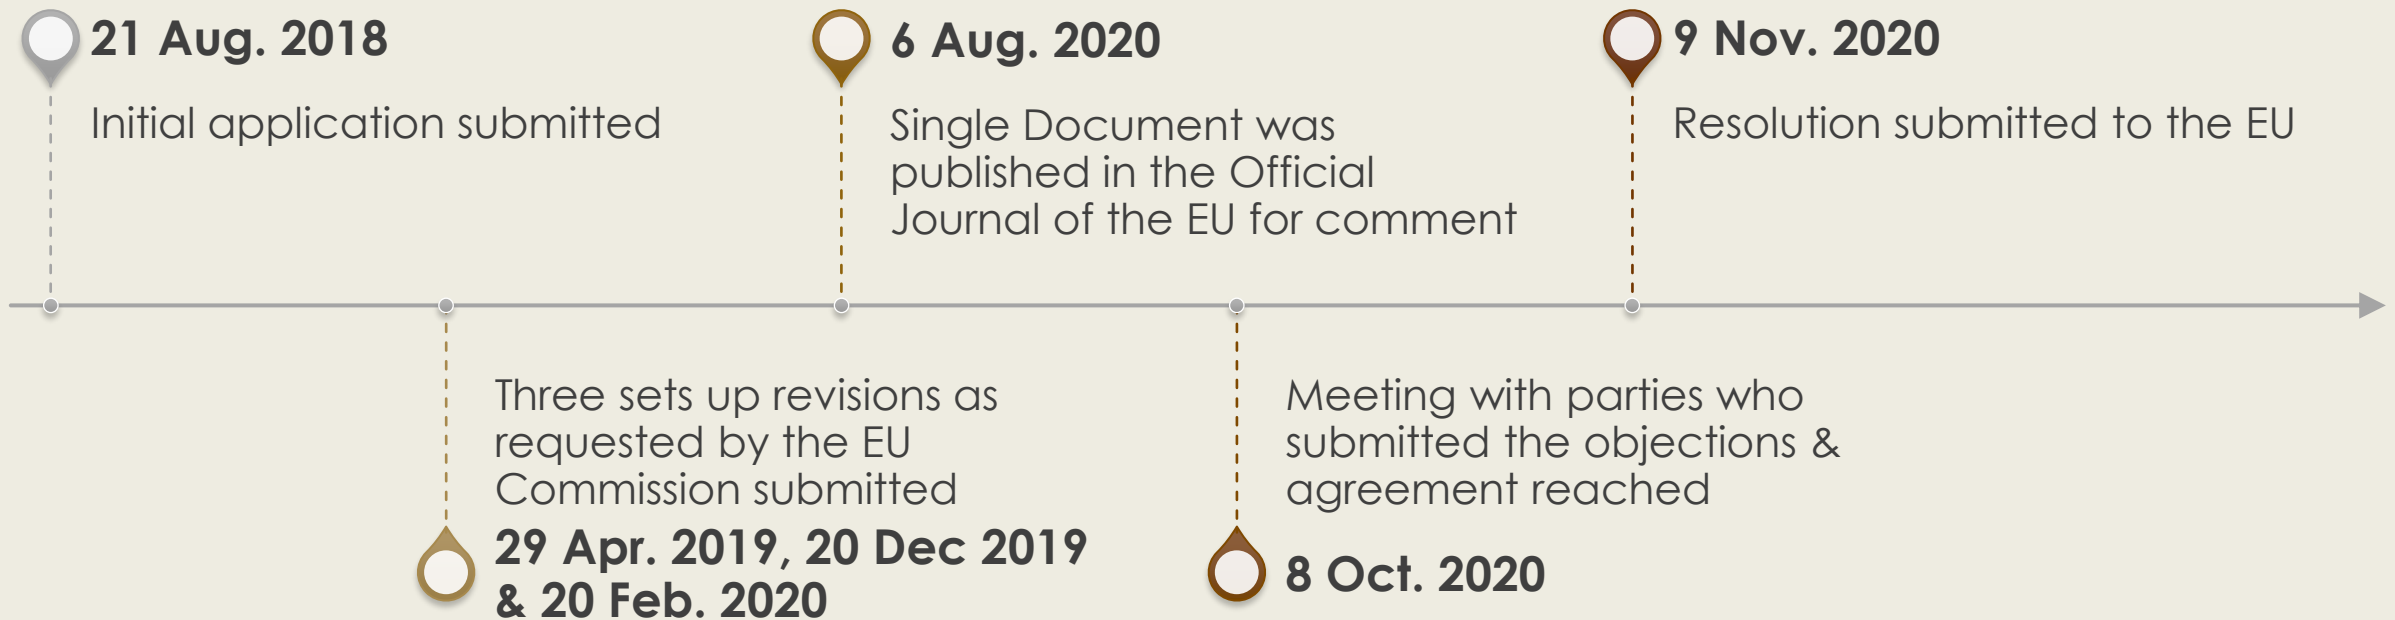 21 Aug. 2018
Initial application submitted
Three sets up revisions as
requested by the EU
Commission submitted
29 Apr. 2019, 20 Dec 2019
& 20 Feb. 2020
6 Aug. 2020
Single Document was
published in the Official
Journal of the EU for comment
Meeting with parties who
submitted the objections &
agreement reached
8 Oct. 2020
9 Nov. 2020
Resolution submitted to the EU